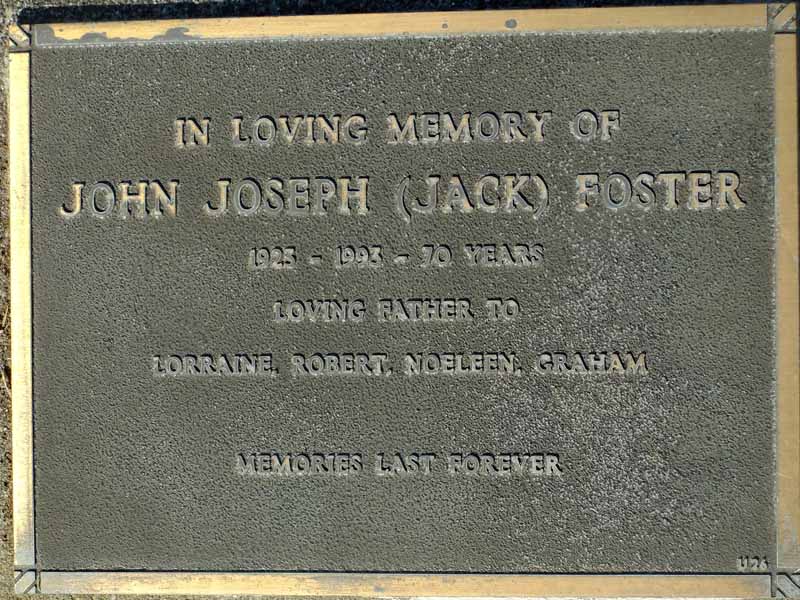 IN LOVING MEMORY OF
JOHN JOSEPH (JACK) FOSTER
1923 - 1993 - 70 YEARS
LOVING FATHER TO
LORRAINE, ROBERT, NOELEEN, GRAHAM
MEMORIES LAST FOREVER